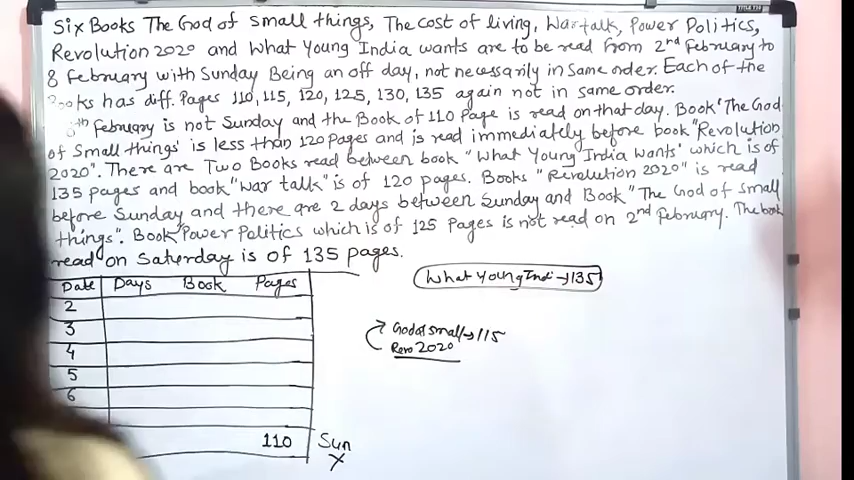 Six Books The God of Small things, The cost of living, War talk, Power Politics,
Revolution 2020 and what Young India wants are to be read from 2nd February to
8 february with Sunday Being an off day, not necessarily in Same order. Each of the
Books has diff. Pages 110, 115, 120, 125, 130, 135 again not in same order.
th february is not Sunday and the Book of 110 Page is read on that day. Book 'The God
of Small things' is less than 120 pages and is read immediately before book "Revolution
2020". There are Two Books read between book "What Young India Wants' which is of
135 pages and book "War talk" is of 120 pages. Books "Revolution 2020" is read
before Sunday and there are 2 days between Sunday and Book "The God of Small
things". Book Power Politics which is of 125 Pages is not read on 2nd february. The book
read on Saturday is of 135 pages.
Date Days Book Pages
2
3
4
5
6
110 Sun
X
What Young Indi → 135
God of small → 115
Revo 2020